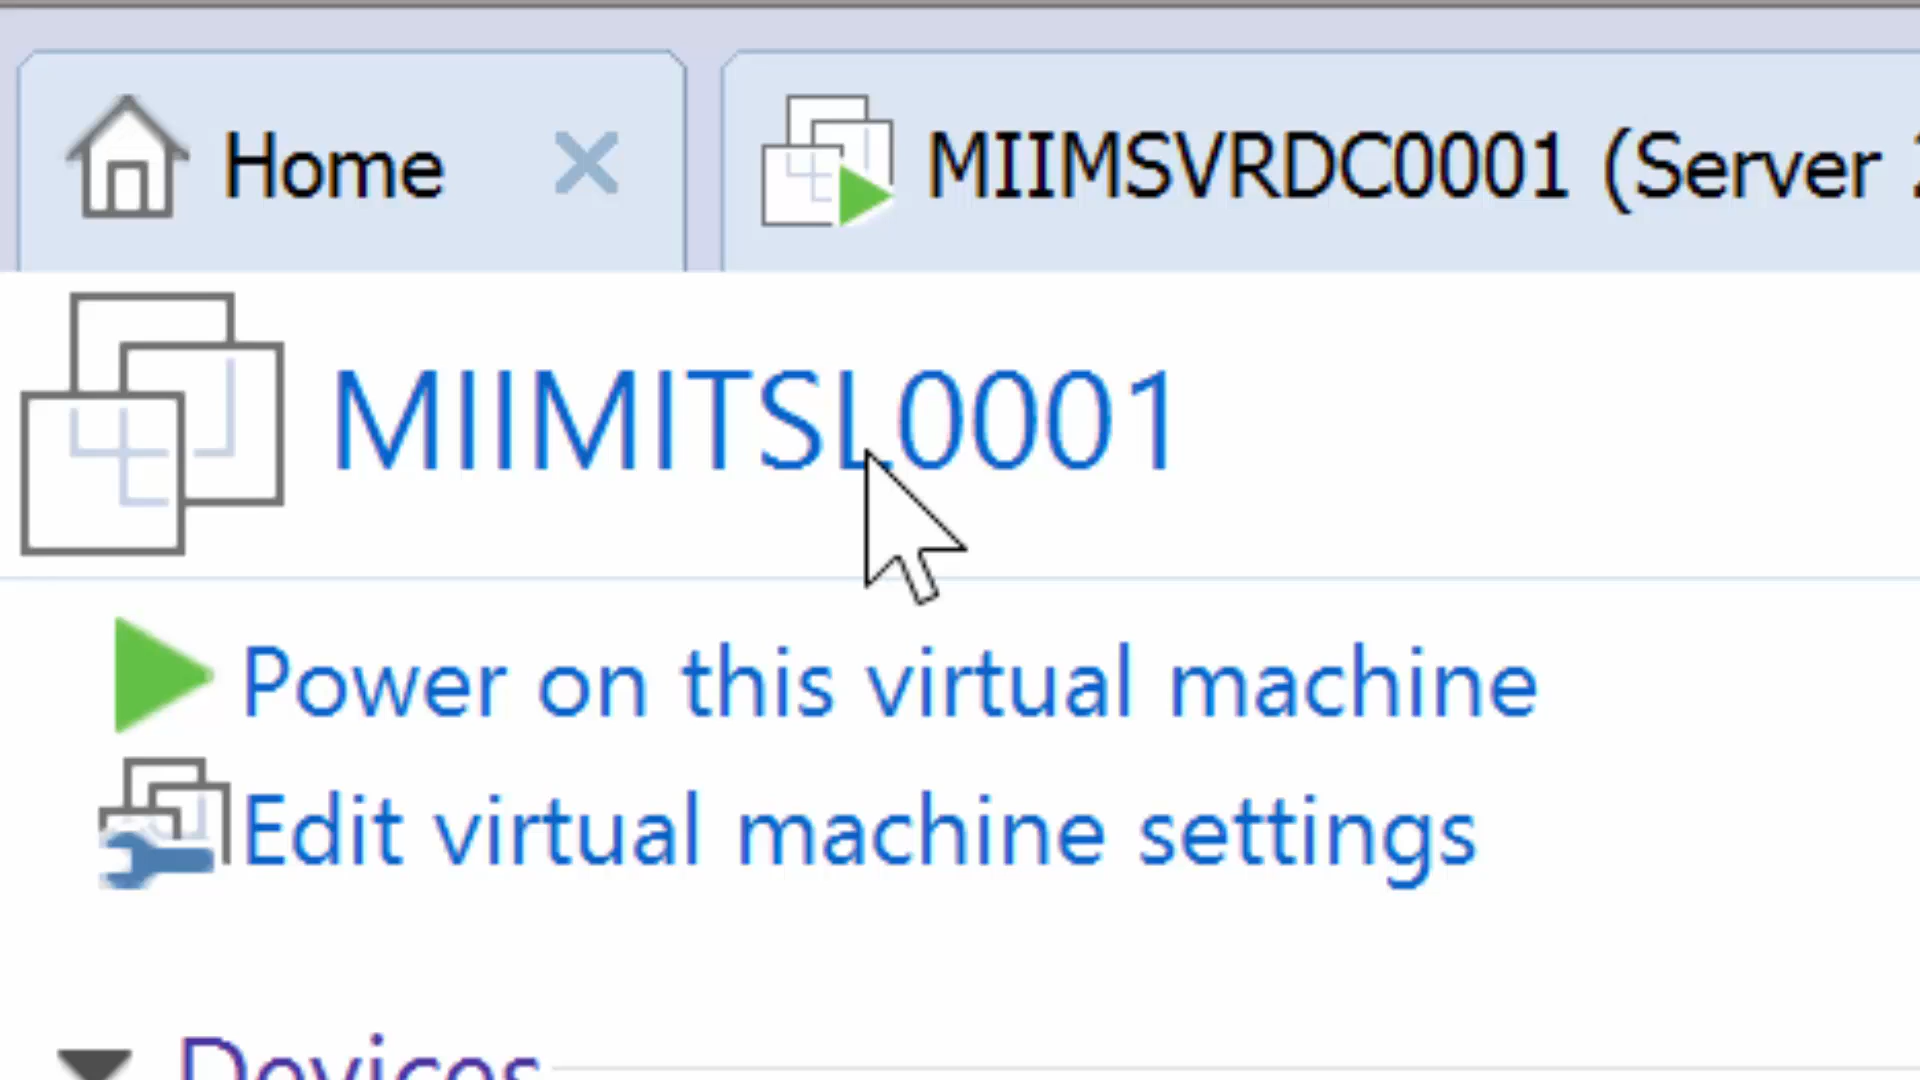 Home
MIIMSVRDC0001 (Server
MIIMITSL0001
Power on this virtual machine
Edit virtual machine settings
Devices